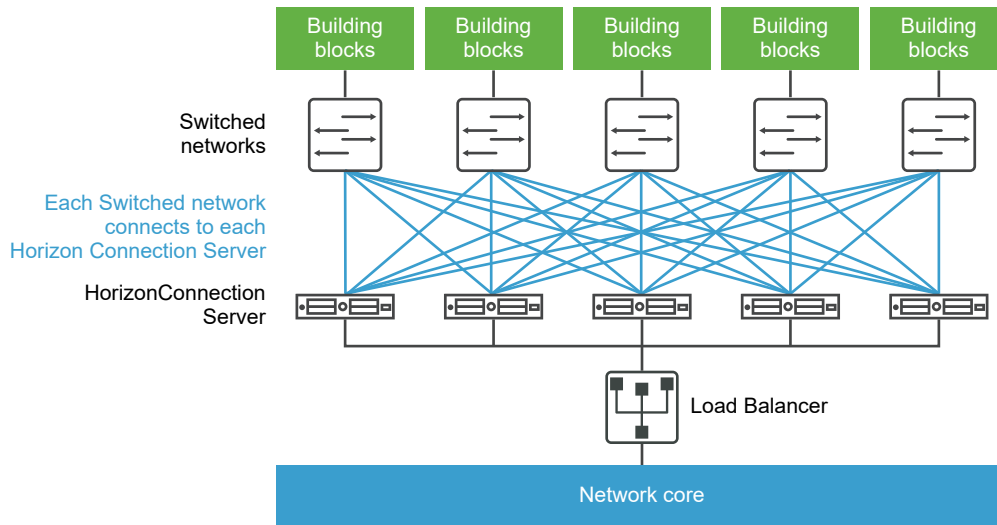 Building
blocks
Building
blocks
Building
blocks
Building
blocks
Building
blocks
Switched
networks
Each Switched network
connects to each
Horizon Connection Server
HorizonConnection
Server
Load Balancer
Network core